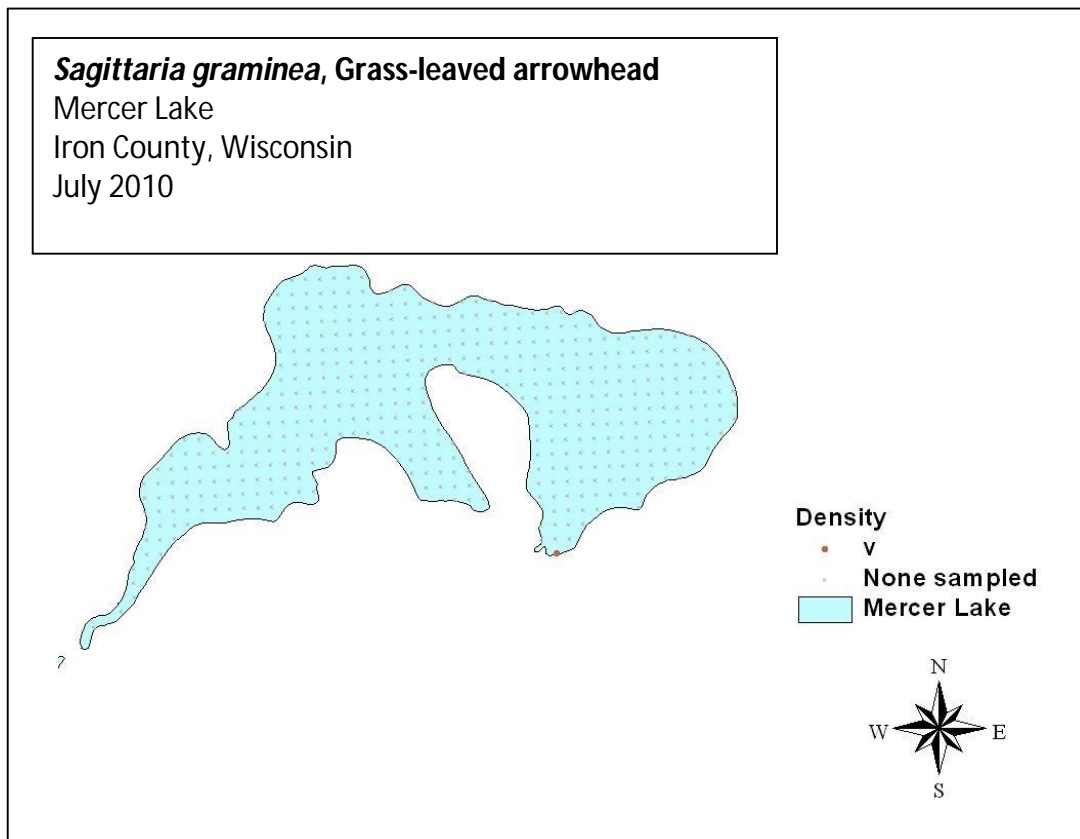 Sagittaria graminea, Grass-leaved arrowhead
Mercer Lake
Iron County, Wisconsin
July 2010
Density
V
None sampled
Mercer Lake
N
W E
S